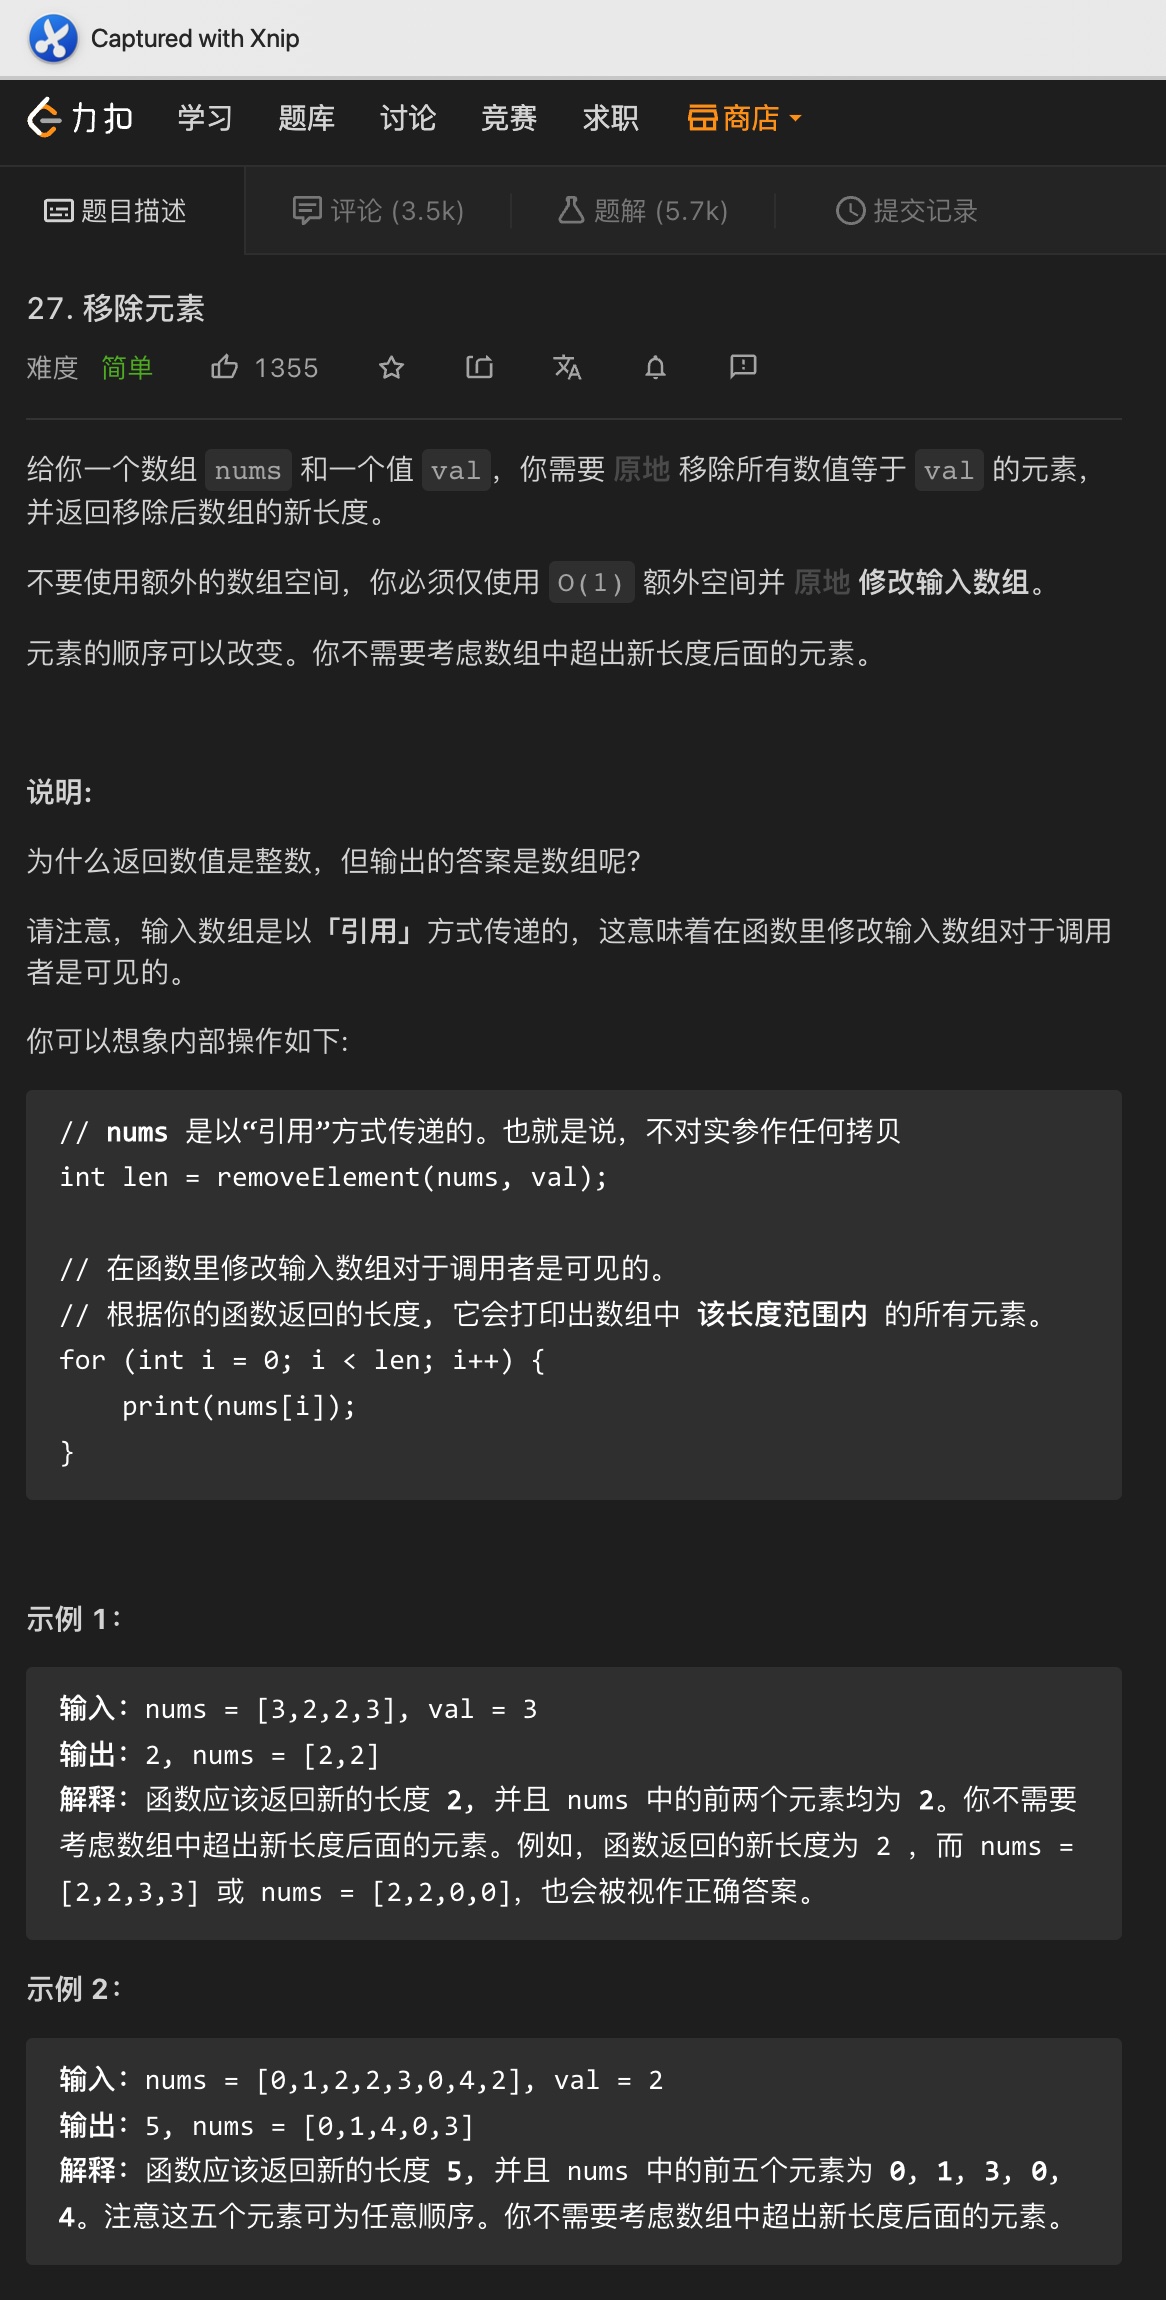 Captured with Xnip
力扣 学习 题库 讨论 竞赛 求职 商店
题目描述 评论 (3.5k) 题解 (5.7k) 提交记录
27. 移除元素
难度 简单 1355
给你一个数组 nums 和一个值 val，你需要 原地 移除所有数值等于 val 的元素，
并返回移除后数组的新长度。
不要使用额外的数组空间，你必须仅使用 O(1) 额外空间并 原地 修改输入数组。
元素的顺序可以改变。你不需要考虑数组中超出新长度后面的元素。
说明:
为什么返回数值是整数，但输出的答案是数组呢?
请注意，输入数组是以「引用」方式传递的，这意味着在函数里修改输入数组对于调用
者是可见的。
你可以想象内部操作如下:
// nums 是以“引用”方式传递的。也就是说，不对实参作任何拷贝
int len = removeElement(nums, val);
// 在函数里修改输入数组对于调用者是可见的。
// 根据你的函数返回的长度, 它会打印出数组中 该长度范围内 的所有元素。
for (int i = 0; i < len; i++) {
    print(nums[i]);
}
示例 1：
输入：nums = [3,2,2,3], val = 3
输出：2, nums = [2,2]
解释：函数应该返回新的长度 2, 并且 nums 中的前两个元素均为 2。你不需要
考虑数组中超出新长度后面的元素。例如，函数返回的新长度为 2 ，而 nums =
[2,2,3,3] 或 nums = [2,2,0,0]，也会被视作正确答案。
示例 2：
输入：nums = [0,1,2,2,3,0,4,2], val = 2
输出：5, nums = [0,1,4,0,3]
解释：函数应该返回新的长度 5, 并且 nums 中的前五个元素为 0, 1, 3, 0,
4。注意这五个元素可为任意顺序。你不需要考虑数组中超出新长度后面的元素。